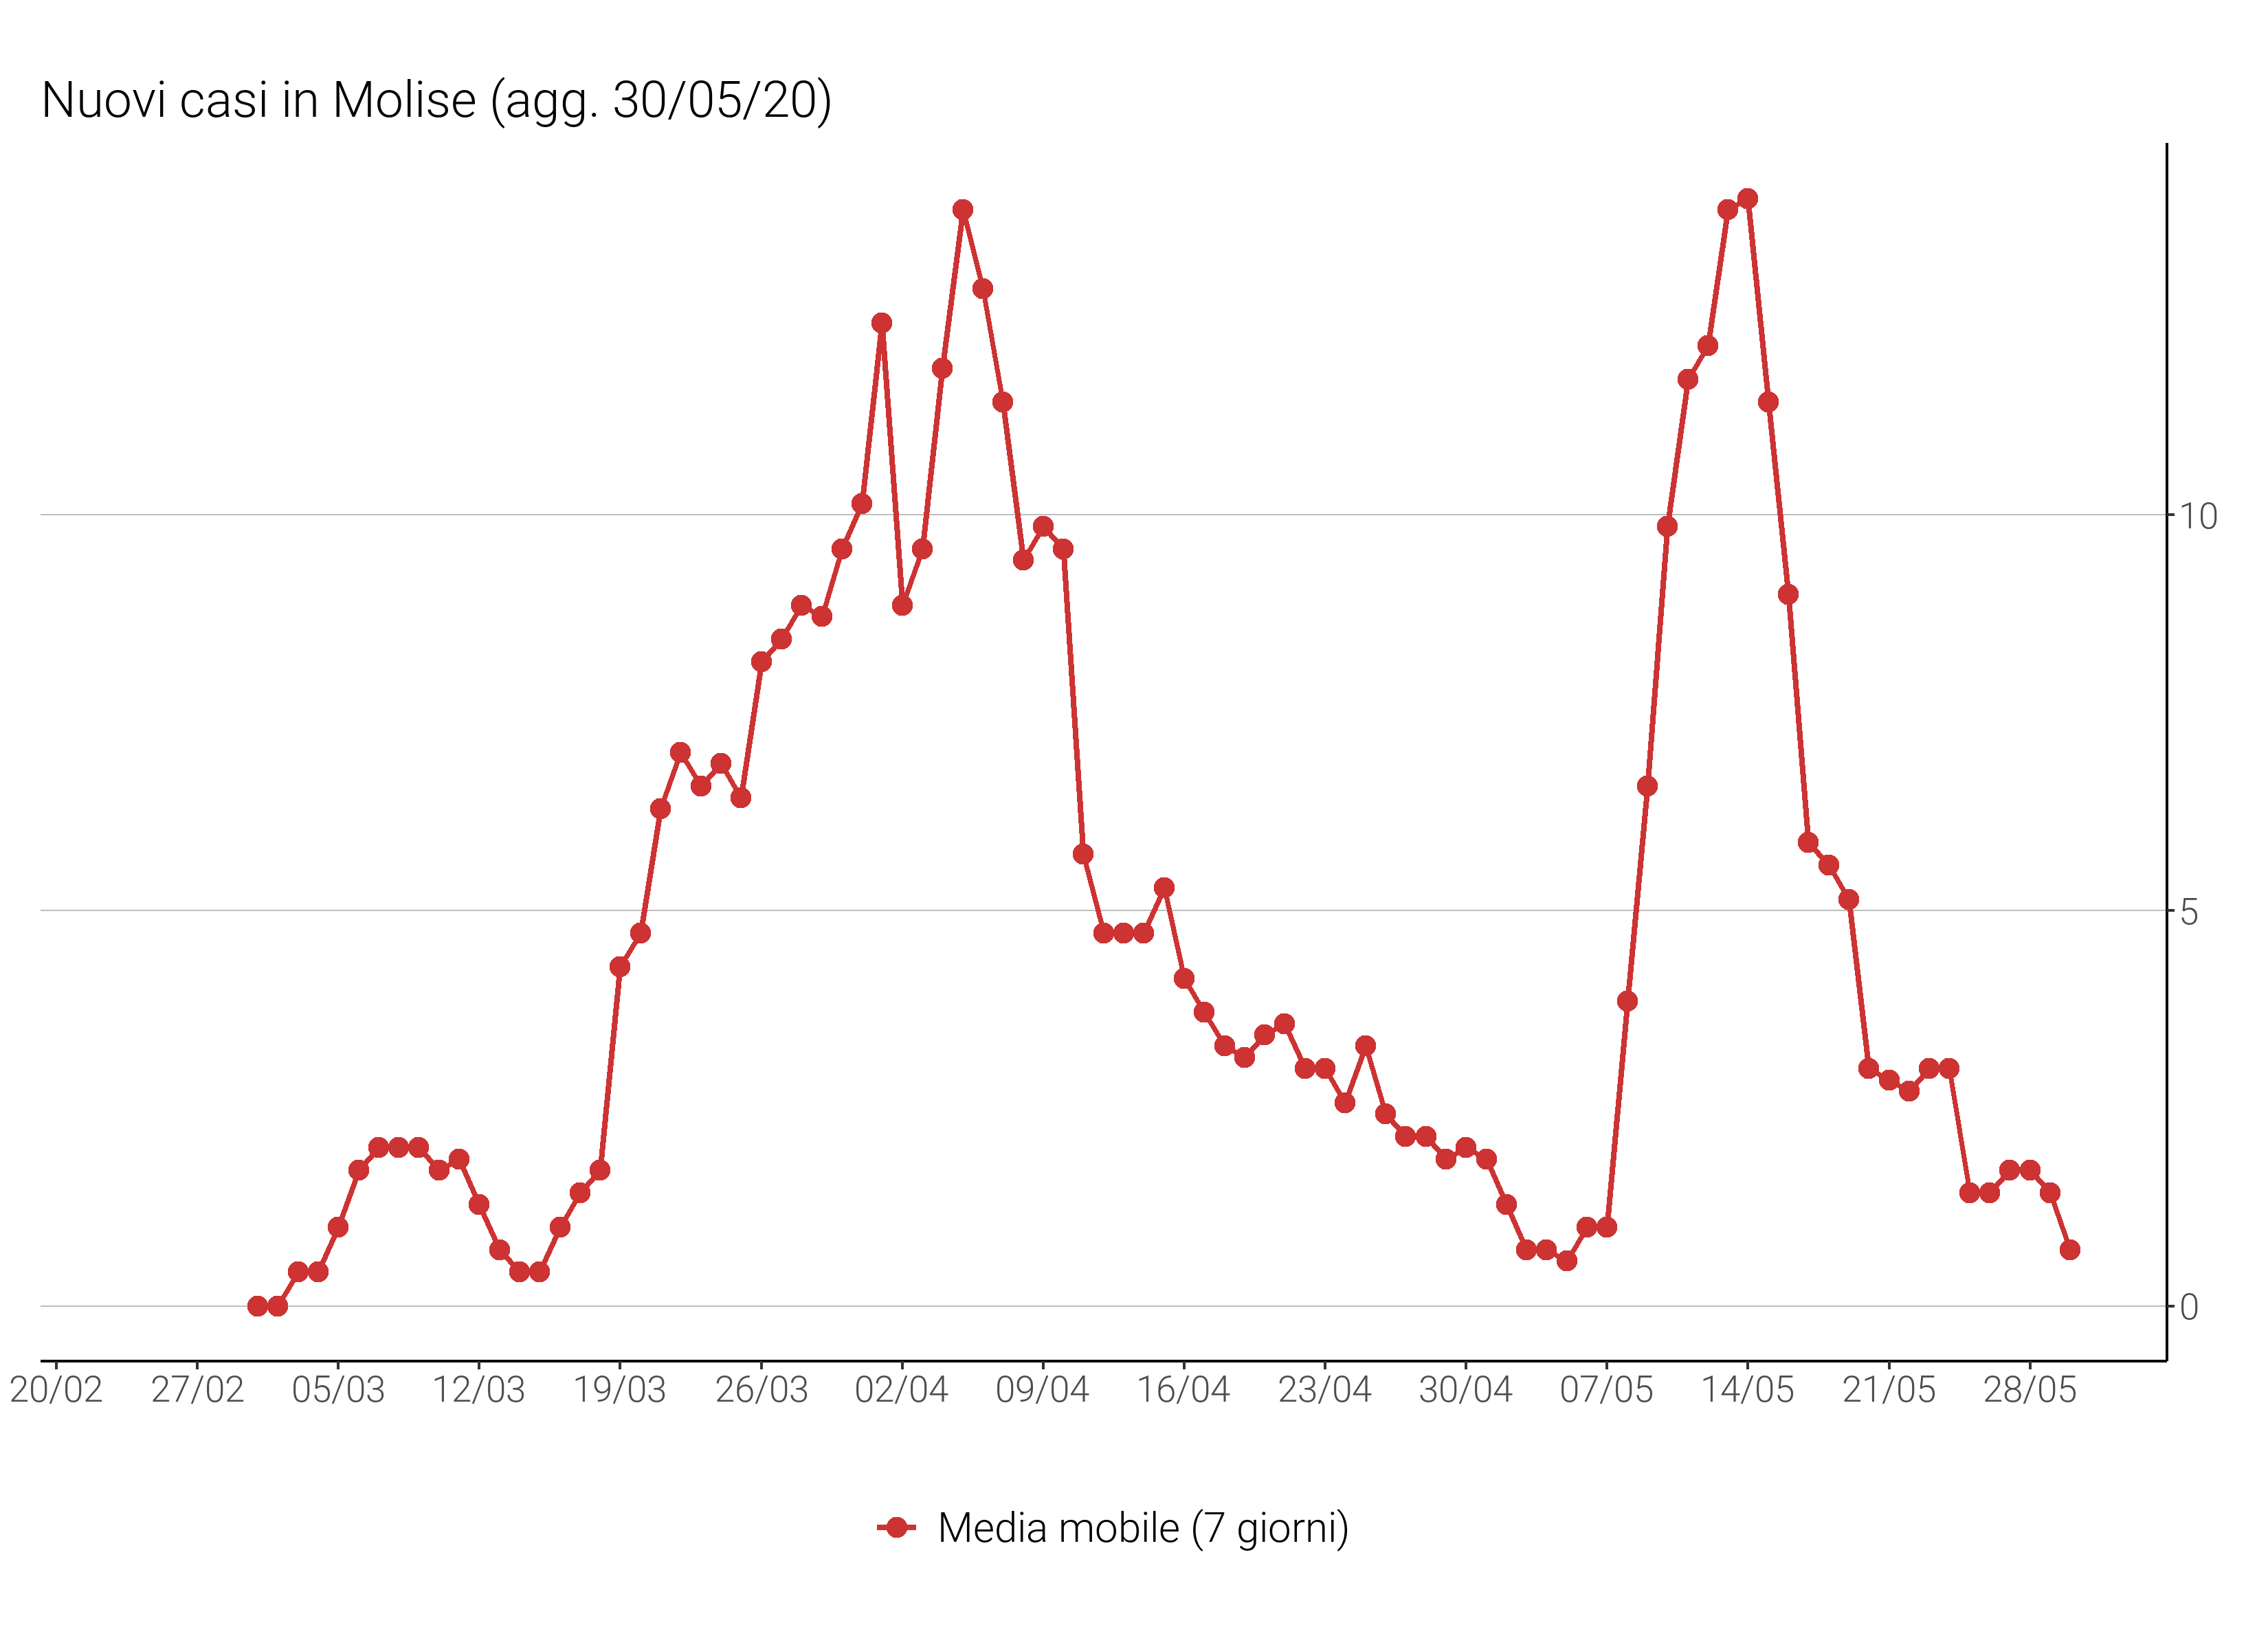 Nuovi casi in Molise (agg. 30/05/20)
10
5
0
20/02 27/02 05/03 12/03 19/03 26/03 02/04 09/04 16/04 23/04 30/04 07/05 14/05 21/05 28/05
Media mobile (7 giorni)